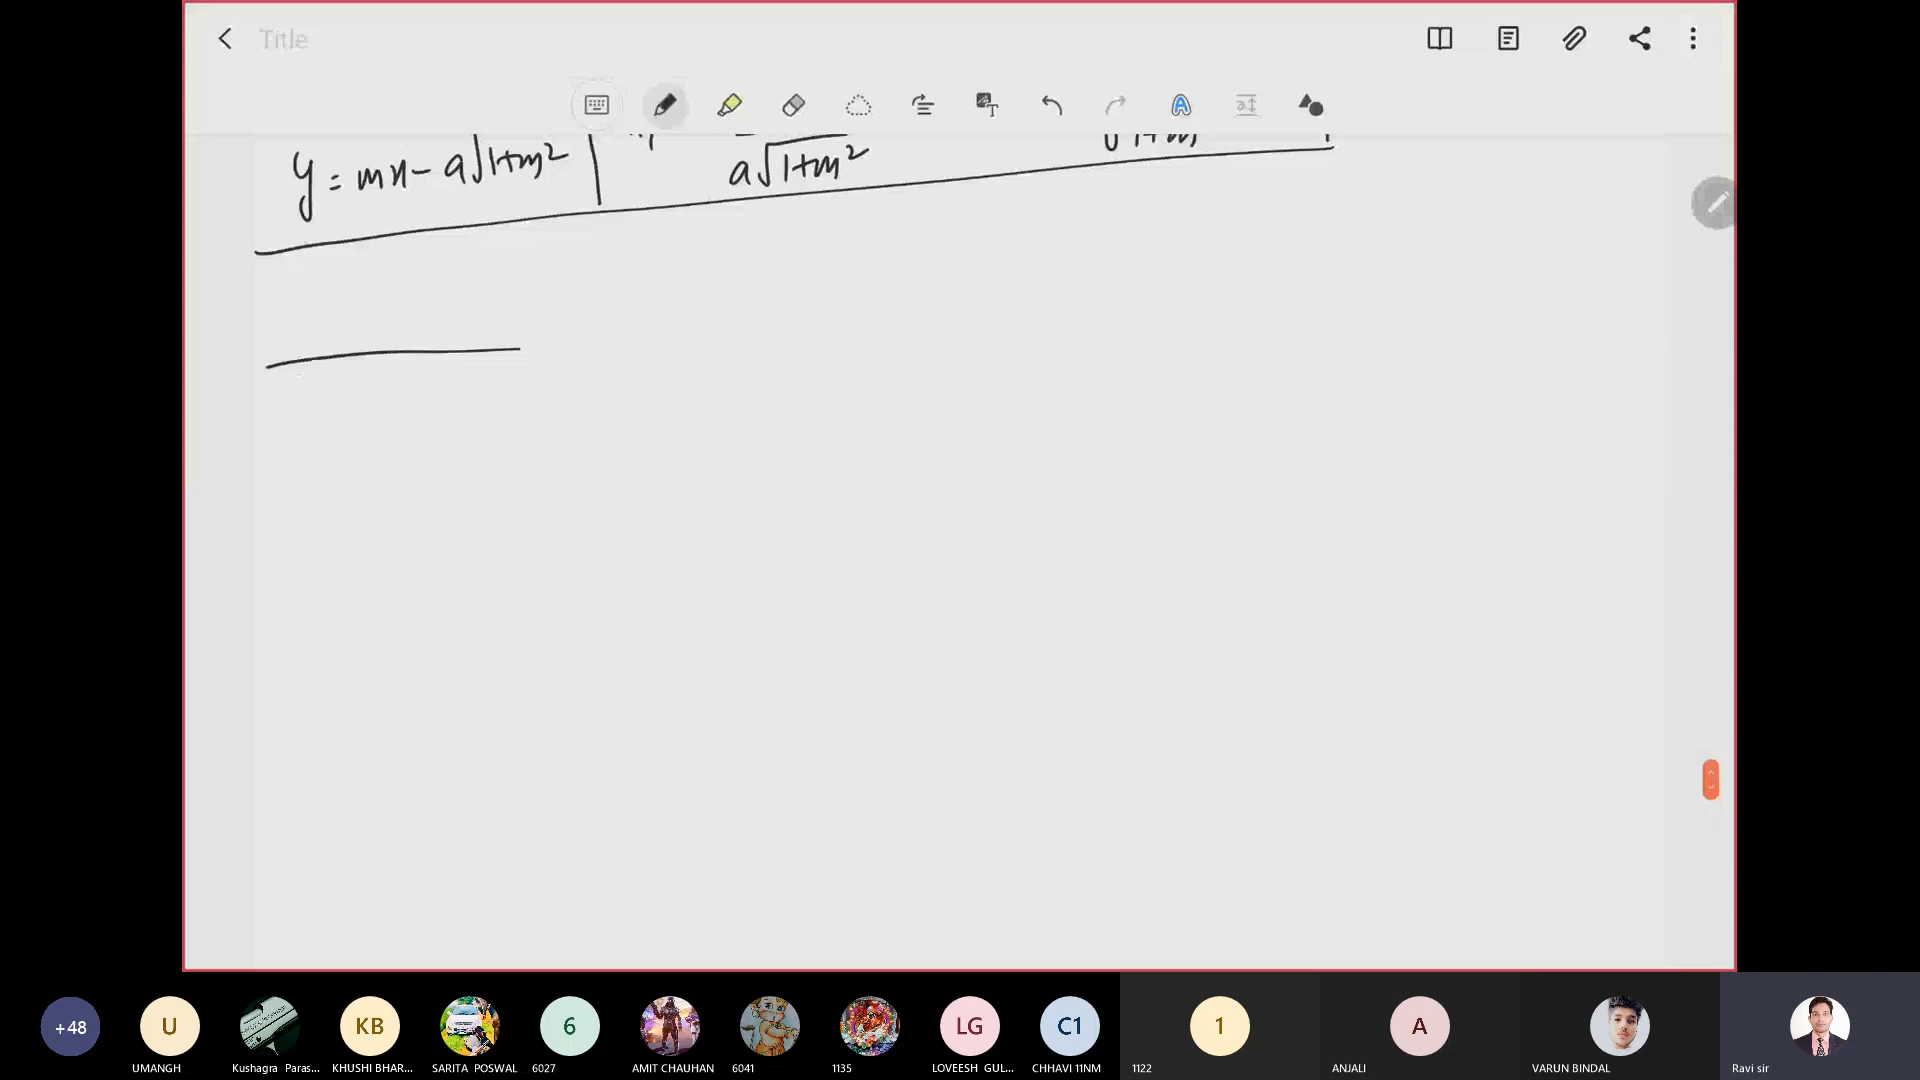 Title
y = mx - a√1+m² | a√1+m² √1+m
+48
U
KB
6
LG
C1
1
A
UMANGH
Kushagra Paras...
KHUSHI BHAR...
SARITA POSWAL
6027
AMIT CHAUHAN
6041
1135
LOVEESH GUL...
CHHAVI 11NM
1122
ANJALI
VARUN BINDAL
Ravi sir